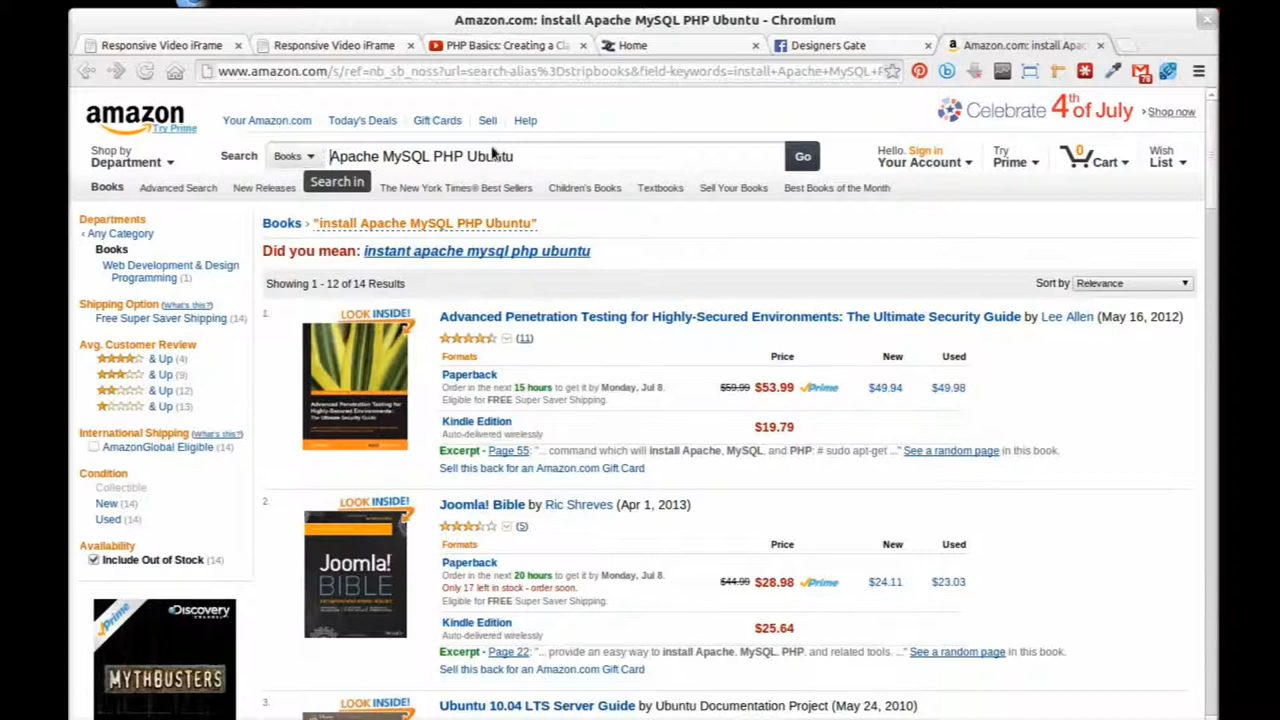 Amazon.com: install Apache MySQL PHP Ubuntu - Chromium
Responsive Video iFrame × Responsive Video iFrame × PHP Basics: Creating a Cl × Home × Designers Gate × Amazon.com: install Apac ×
www.amazon.com/s/ref=nb_sb_noss?url=search-alias%3Dstripbooks&field-keywords=install+Apache+MySQL+F
78
amazon
Try Prime
Your Amazon.com Today's Deals Gift Cards Sell Help
Celebrate 4th of July Shop now
Shop by
Department
Search Books Apache MySQL PHP Ubuntu Go
Hello. Sign in
Your Account
Try
Prime
0 Cart
Wish
List
Search in
Books Advanced Search New Releases The New York Times® Best Sellers Children's Books Textbooks Sell Your Books Best Books of the Month
Departments
‹ Any Category
Books
Web Development & Design
Programming (1)
Shipping Option (What's this?)
Free Super Saver Shipping (14)
Avg. Customer Review
& Up (4)
& Up (9)
& Up (12)
& Up (13)
International Shipping (What's this?)
AmazonGlobal Eligible (14)
Condition
Collectible
New (14)
Used (14)
Availability
Include Out of Stock (14)
Prime
Discovery
CHANNEL
MYTHBUSTERS
Books › "install Apache MySQL PHP Ubuntu"
Did you mean: instant apache mysql php ubuntu
Showing 1 - 12 of 14 Results
Sort by Relevance
1.
LOOK INSIDE!
Advanced Penetration Testing for
Highly-Secured Environments:
The Ultimate Security Guide
Advanced Penetration Testing for Highly-Secured Environments: The Ultimate Security Guide by Lee Allen (May 16, 2012)
(11)
Formats Price New Used
Paperback
Order in the next 15 hours to get it by Monday, Jul 8.
Eligible for FREE Super Saver Shipping.
$59.99 $53.99 Prime $49.94 $49.98
Kindle Edition
Auto-delivered wirelessly
$19.79
Excerpt - Page 55: "... command which will install Apache, MySQL, and PHP: # sudo apt-get ..." See a random page in this book.
Sell this back for an Amazon.com Gift Card
2.
LOOK INSIDE!
Joomla!
BIBLE
Joomla! Bible by Ric Shreves (Apr 1, 2013)
(5)
Formats Price New Used
Paperback
Order in the next 20 hours to get it by Monday, Jul 8.
Only 17 left in stock - order soon.
Eligible for FREE Super Saver Shipping.
$44.99 $28.98 Prime $24.11 $23.03
Kindle Edition
Auto-delivered wirelessly
$25.64
Excerpt - Page 22: "... provide an easy way to install Apache, MySQL, PHP, and related tools. ..." See a random page in this book.
Sell this back for an Amazon.com Gift Card
3.
LOOK INSIDE!
Ubuntu 10.04 LTS Server Guide by Ubuntu Documentation Project (May 24, 2010)